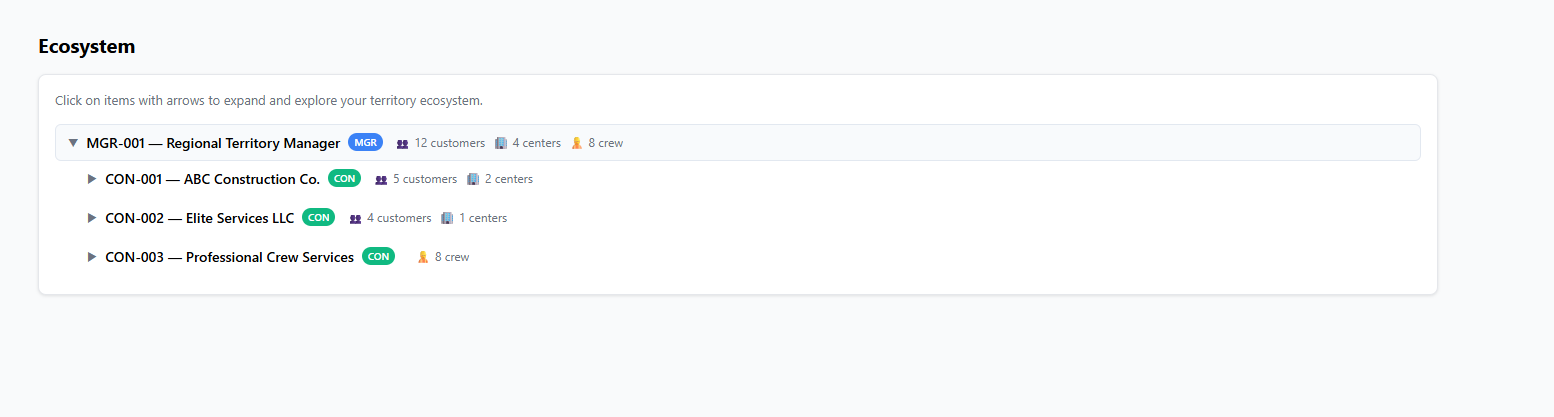 Ecosystem
Click on items with arrows to expand and explore your territory ecosystem.
MGR-001 — Regional Territory Manager MGR 12 customers 4 centers 8 crew
CON-001 — ABC Construction Co. CON 5 customers 2 centers
CON-002 — Elite Services LLC CON 4 customers 1 centers
CON-003 — Professional Crew Services CON 8 crew